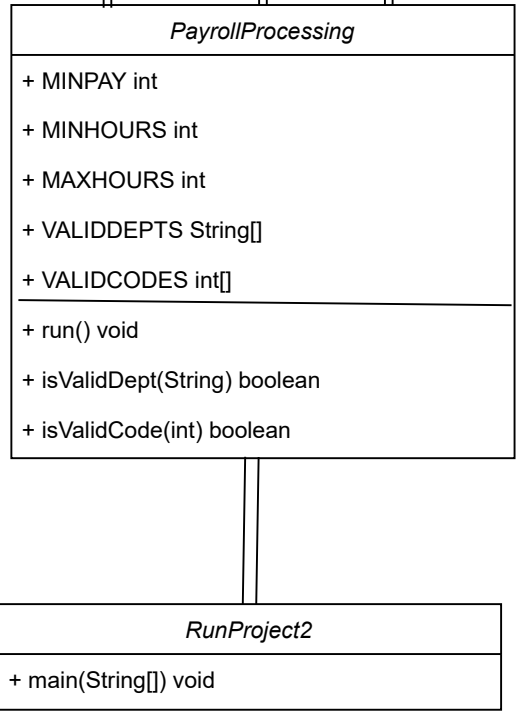 PayrollProcessing
+ MINPAY int
+ MINHOURS int
+ MAXHOURS int
+ VALIDDEPTS String[]
+ VALIDCODES int[]
+ run() void
+ isValidDept(String) boolean
+ isValidCode(int) boolean
RunProject2
+ main(String[]) void